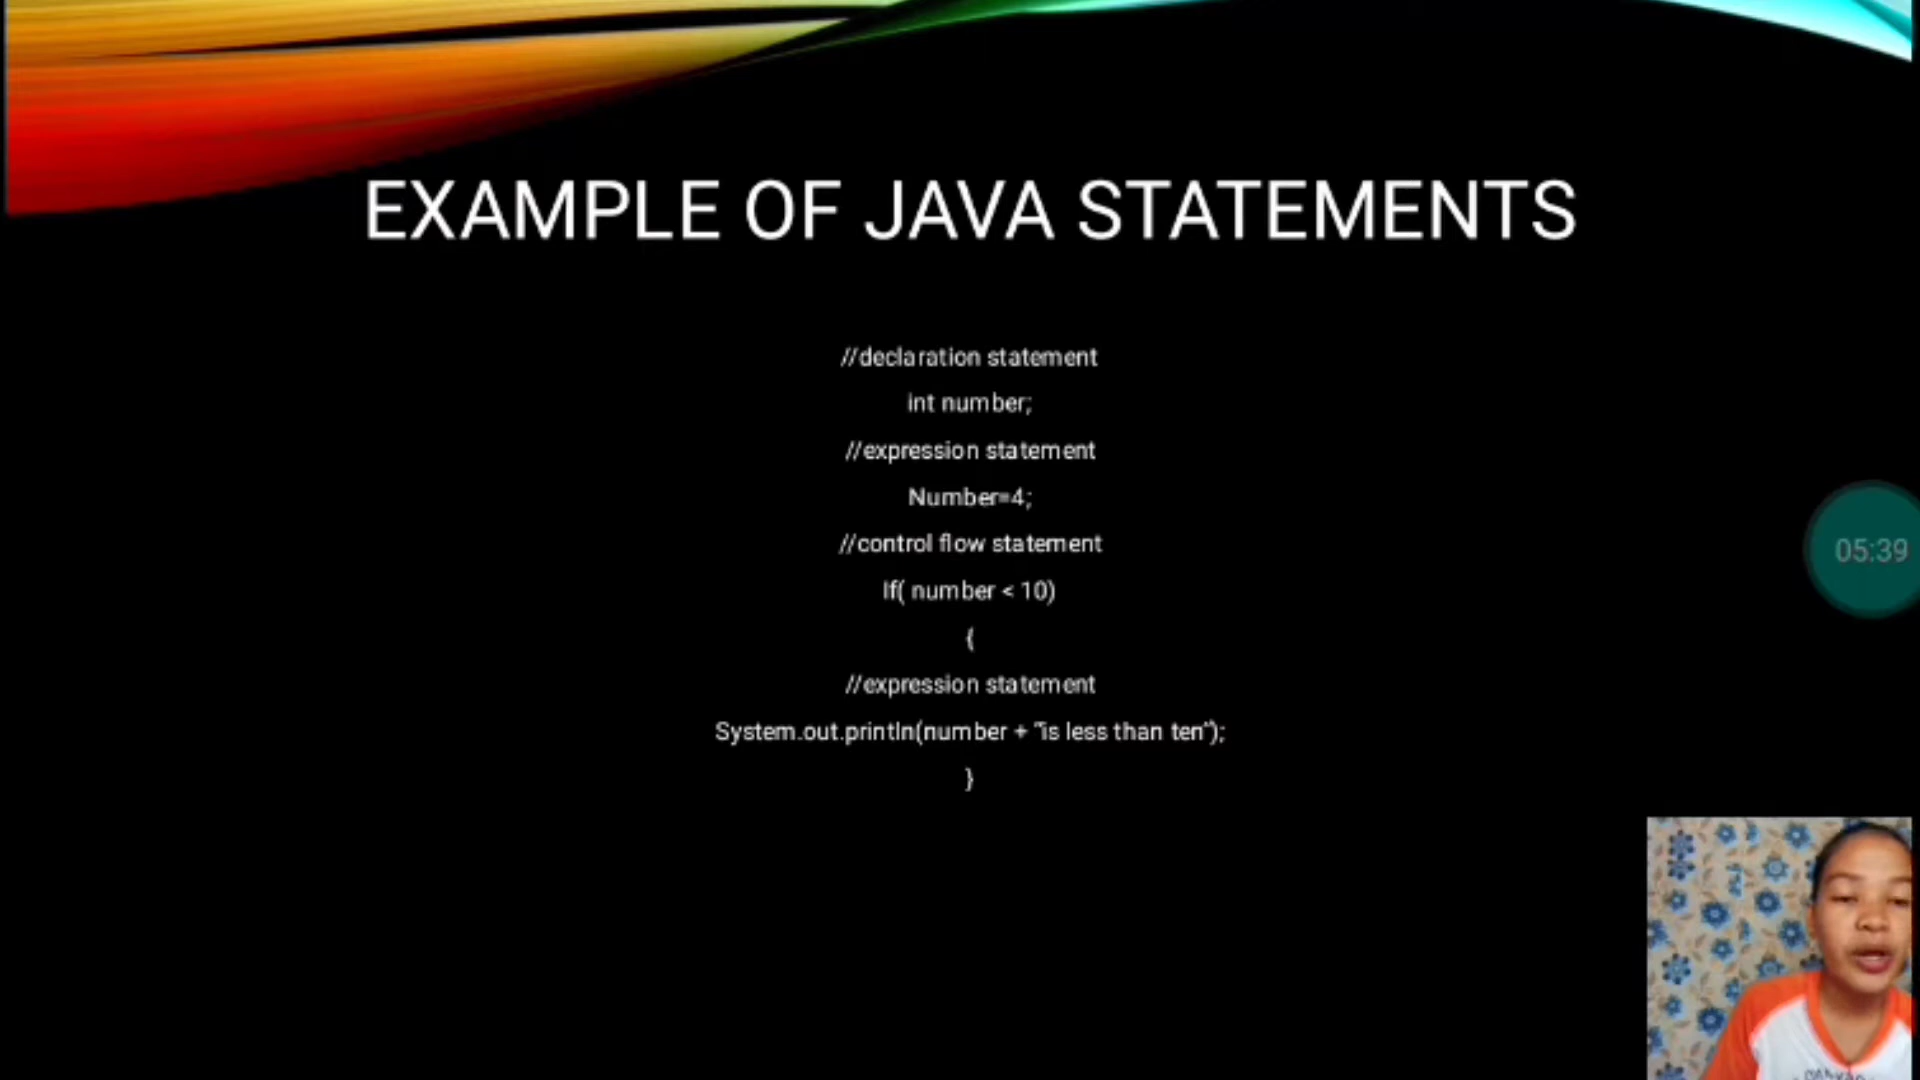 EXAMPLE OF JAVA STATEMENTS
//declaration statement
int number;
//expression statement
Number=4;
//control flow statement
If( number < 10)
{
//expression statement
System.out.println(number + "is less than ten");
}
05:39